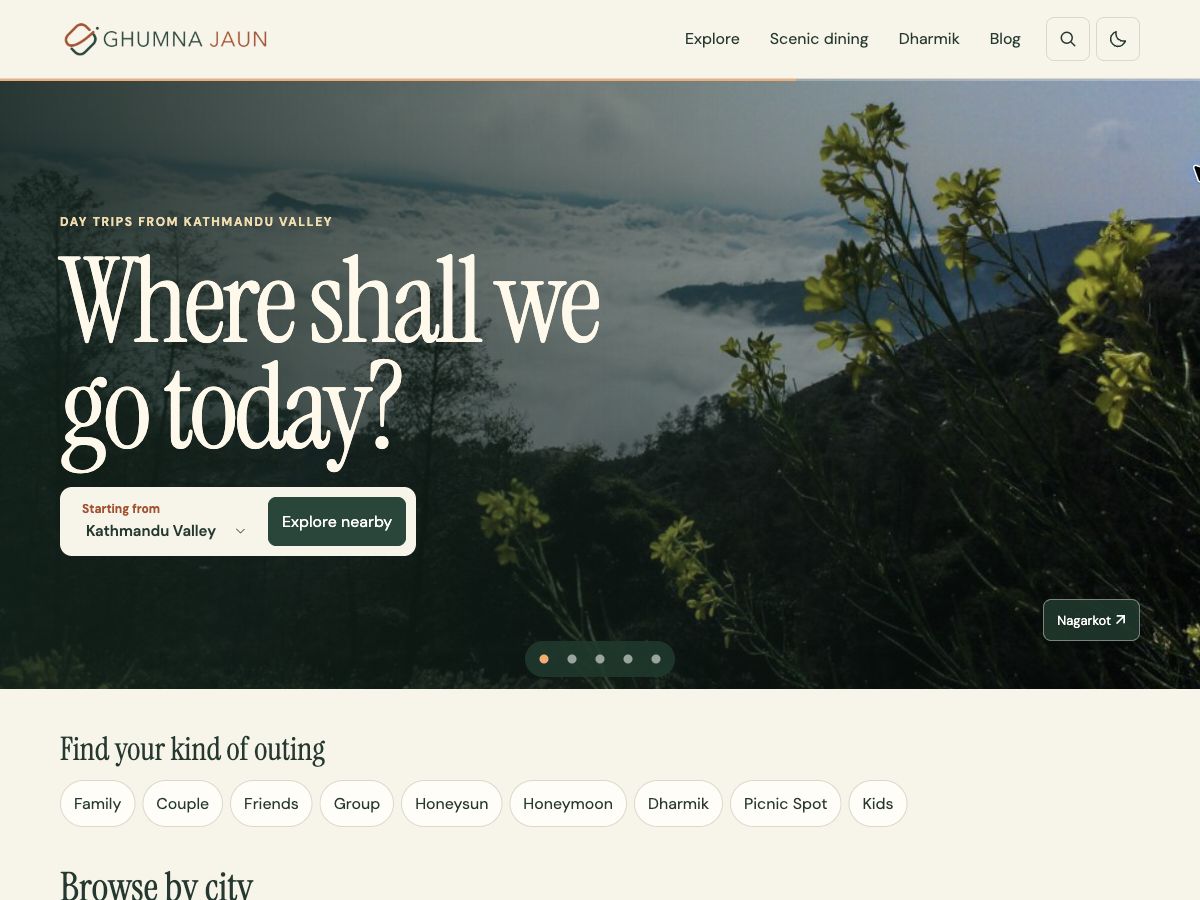 GHUMNA JAUN
Explore
Scenic dining
Dharmik
Blog
DAY TRIPS FROM KATHMANDU VALLEY
Where shall we
go today?
Starting from
Kathmandu Valley
Explore nearby
Nagarkot
Find your kind of outing
Family
Couple
Friends
Group
Honeysun
Honeymoon
Dharmik
Picnic Spot
Kids
Browse by city